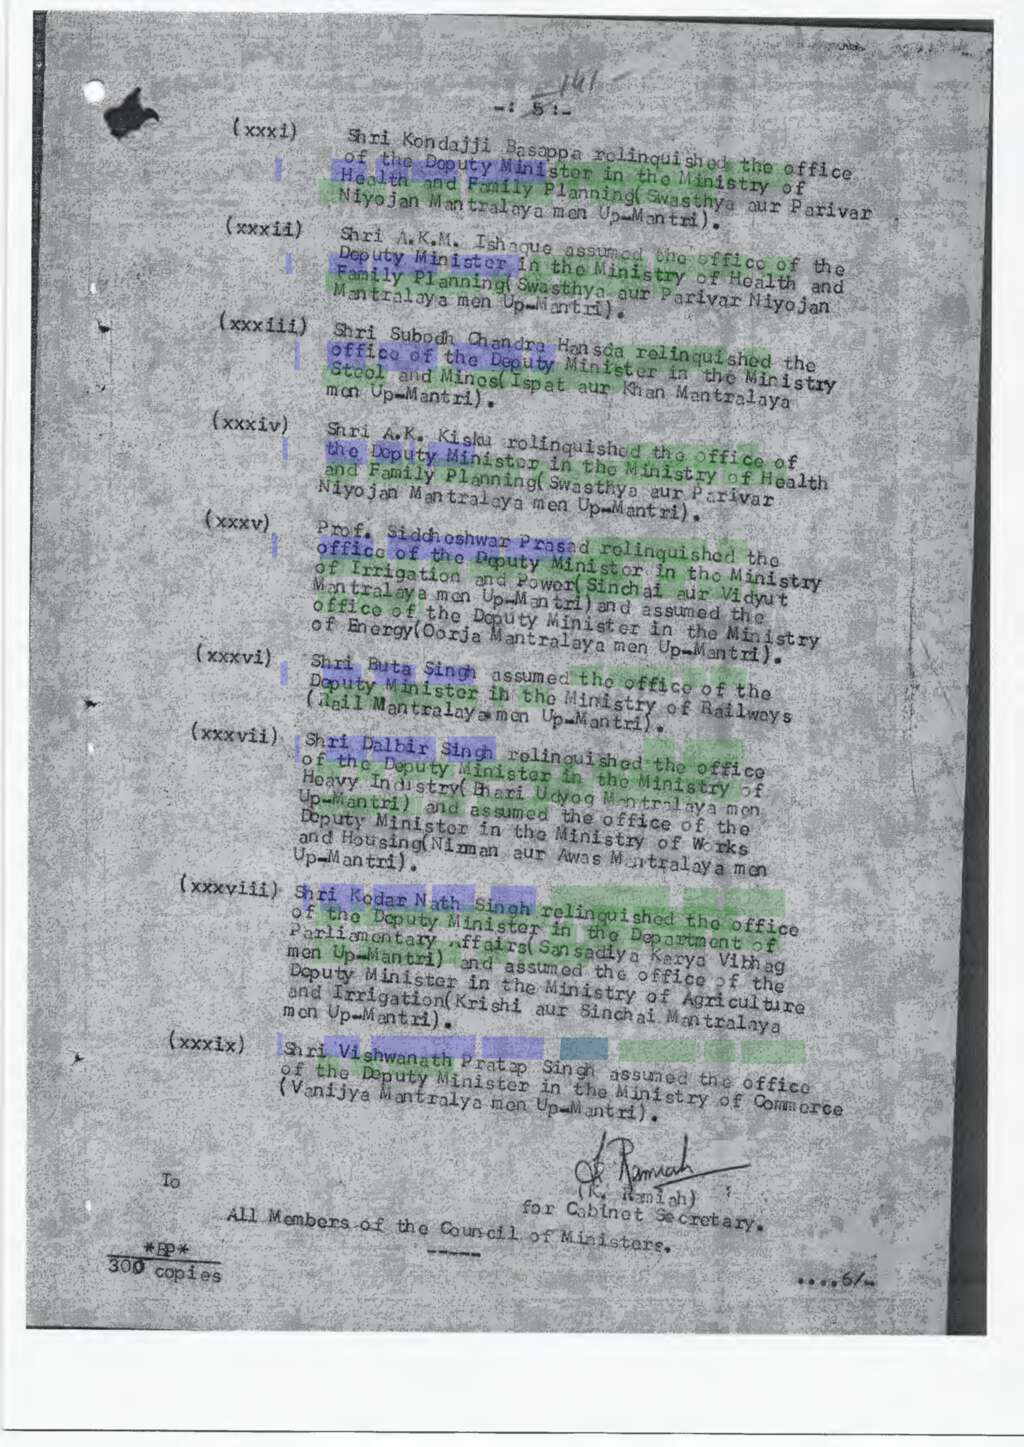 141
-: 5 :-
(xxxi) Shri Kondajji Basappa relinquished the office
of the Deputy Minister in the Ministry of
Health and Family Planning(Swasthya aur Parivar
Niyojan Mantralaya men Up-Mantri).
(xxxii) Shri A.K.M. Ishaque assumed the office of the
Deputy Minister in the Ministry of Health and
Family Planning(Swasthya aur Parivar Niyojan
Mantralaya men Up-Mantri).
(xxxiii) Shri Subodh Chandra Hansda relinquished the
office of the Deputy Minister in the Ministry
Steel and Mines(Ispat aur Khan Mantralaya
men Up-Mantri).
(xxxiv) Shri A.K. Kisku relinquished the office of
the Deputy Minister in the Ministry of Health
and Family Planning(Swasthya aur Parivar
Niyojan Mantralaya men Up-Mantri).
(xxxv) Prof. Siddheshwar Prasad relinquished the
office of the Deputy Minister in the Ministry
of Irrigation and Power(Sinchai aur Vidyut
Mantralaya men Up-Mantri)and assumed the
office of the Deputy Minister in the Ministry
of Energy(Oorja Mantralaya men Up-Mantri).
(xxxvi) Shri Buta Singh assumed the office of the
Deputy Minister in the Ministry of Railways
(Rail Mantralaya men Up-Mantri).
(xxxvii) Shri Dalbir Singh relinquished the office
of the Deputy Minister in the Ministry of
Heavy Industry(Bhari Udyog Mantralaya men
Up-Mantri) and assumed the office of the
Deputy Minister in the Ministry of Works
and Housing(Nirman aur Awas Mantralaya men
Up-Mantri).
(xxxviii) Shri Kedar Nath Singh relinquished the office
of the Deputy Minister in the Department of
Parliamentary Affairs(Sansadiya Karya Vibhag
men Up-Mantri) and assumed the office of the
Deputy Minister in the Ministry of Agriculture
and Irrigation(Krishi aur Sinchai Mantralaya
men Up-Mantri).
(xxxix) Shri Vishwanath Pratap Singh assumed the office
of the Deputy Minister in the Ministry of Commerce
(Vanijya Mantralya men Up-Mantri).
K Ramiah
(K. Ramiah)
for Cabinet Secretary.
To
All Members of the Council of Ministers.
-----
*BP*
300 copies
....6/-